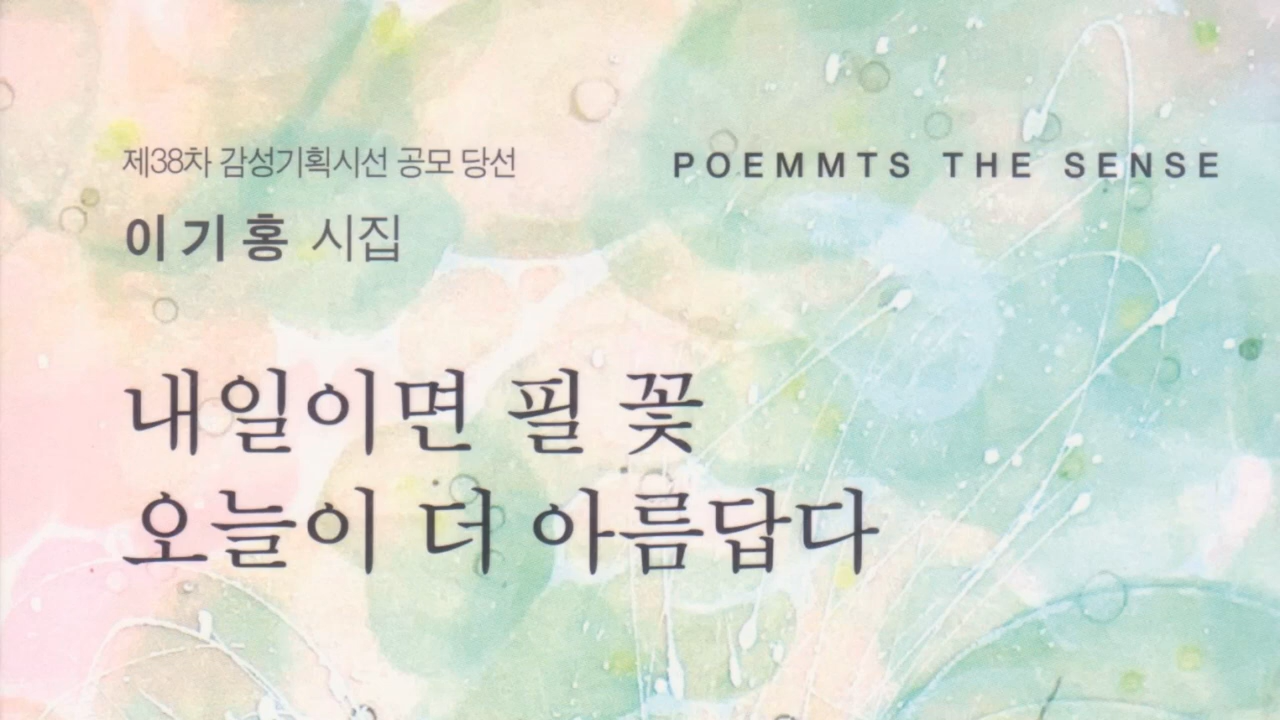 제38차 감성기획시선 공모 당선
POEMMTS THE SENSE
이기홍 시집
내일이면 필 꽃
오늘이 더 아름답다